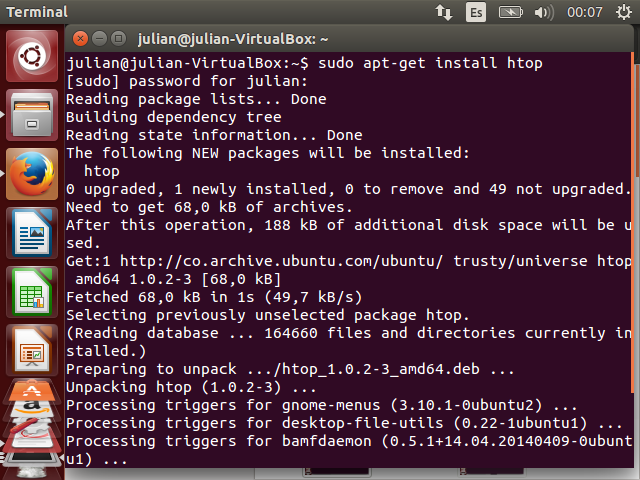 Terminal
Es
00:07
julian@julian-VirtualBox: ~
julian@julian-VirtualBox:~$ sudo apt-get install htop
[sudo] password for julian:
Reading package lists... Done
Building dependency tree
Reading state information... Done
The following NEW packages will be installed:
  htop
0 upgraded, 1 newly installed, 0 to remove and 49 not upgraded.
Need to get 68,0 kB of archives.
After this operation, 188 kB of additional disk space will be u
sed.
Get:1 http://co.archive.ubuntu.com/ubuntu/ trusty/universe htop
 amd64 1.0.2-3 [68,0 kB]
Fetched 68,0 kB in 1s (49,7 kB/s)
Selecting previously unselected package htop.
(Reading database ... 164660 files and directories currently in
stalled.)
Preparing to unpack .../htop_1.0.2-3_amd64.deb ...
Unpacking htop (1.0.2-3) ...
Processing triggers for gnome-menus (3.10.1-0ubuntu2) ...
Processing triggers for desktop-file-utils (0.22-1ubuntu1) ...
Processing triggers for bamfdaemon (0.5.1+14.04.20140409-0ubunt
u1) ...